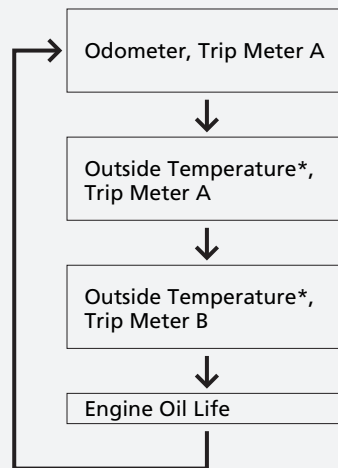 Odometer, Trip Meter A
Outside Temperature*,
Trip Meter A
Outside Temperature*,
Trip Meter B
Engine Oil Life